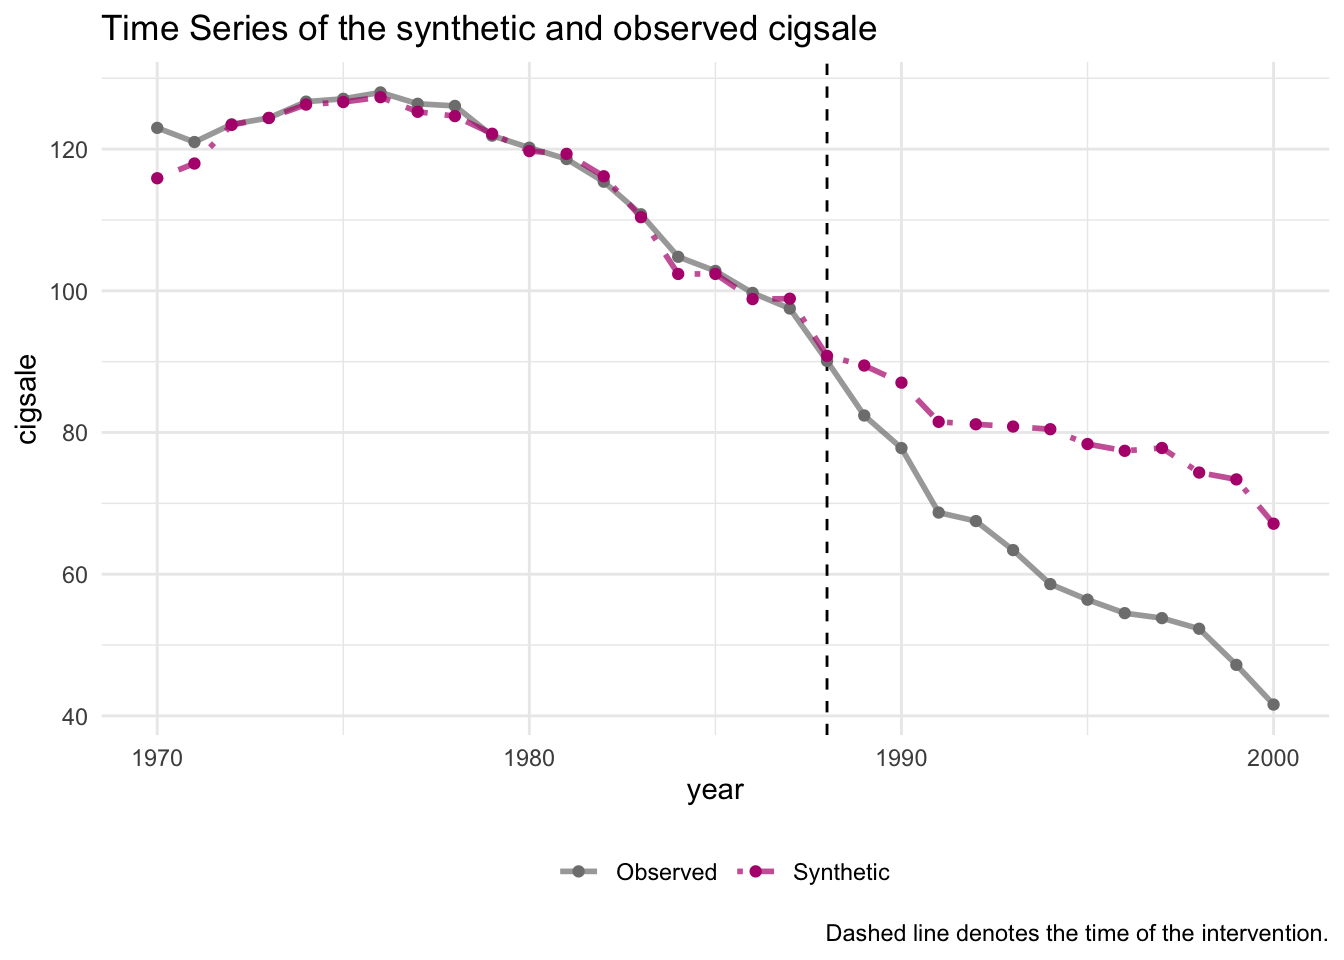 Time Series of the synthetic and observed cigsale
120
100
80
60
40
cigsale
1970 1980 1990 2000
year
Observed Synthetic
Dashed line denotes the time of the intervention.